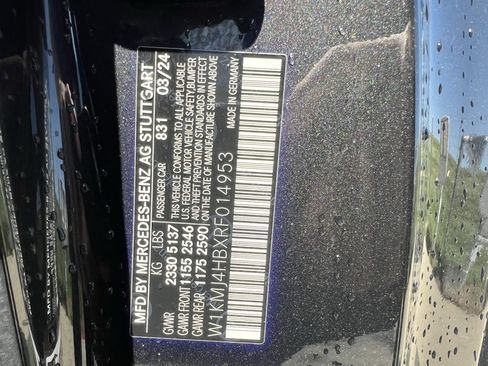 MFD BY MERCEDES-BENZ AG STUTTGART
PASSENGER CAR 831 03/24
KG LBS
GVWR 2330 5137
GAWR FRONT 1155 2546
GAWR REAR 1175 2590
THIS VEHICLE CONFORMS TO ALL APPLICABLE
U.S. FEDERAL MOTOR VEHICLE SAFETY, BUMPER
AND THEFT PREVENTION STANDARDS IN EFFECT
ON THE DATE OF MANUFACTURE SHOWN ABOVE
MADE IN GERMANY
W1KMJ4HBXRF014953